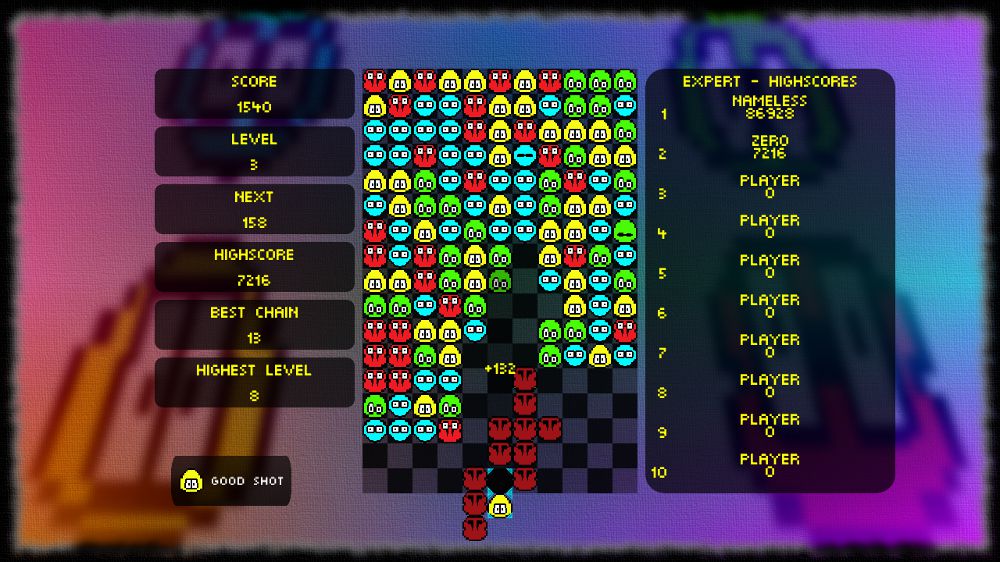 SCORE
1540
LEVEL
3
NEXT
158
HIGHSCORE
7216
BEST CHAIN
13
HIGHEST LEVEL
8
GOOD SHOT
+132
EXPERT - HIGHSCORES
1 NAMELESS
86928
2 ZERO
7216
3 PLAYER
0
4 PLAYER
0
5 PLAYER
0
6 PLAYER
0
7 PLAYER
0
8 PLAYER
0
9 PLAYER
0
10 PLAYER
0